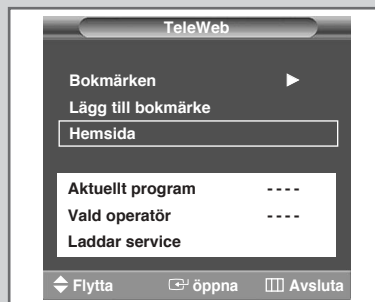 TeleWeb
Bokmärken
Lägg till bokmärke
Hemsida
Aktuellt program ----
Vald operatör ----
Laddar service
Flytta öppna Avsluta